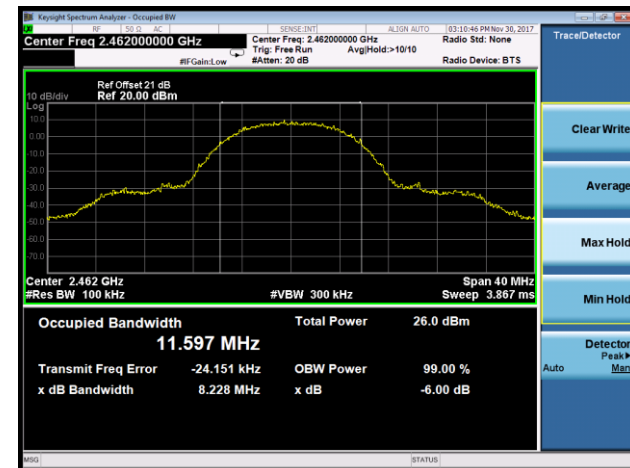 Keysight Spectrum Analyzer - Occupied BW
RF 50 Ω AC SENSE:INT ALIGN AUTO 03:10:46 PM Nov 30, 2017
Center Freq 2.462000000 GHz Center Freq: 2.462000000 GHz Radio Std: None
Trig: Free Run Avg|Hold:>10/10
#IFGain:Low #Atten: 20 dB Radio Device: BTS
Trace/Detector
Ref Offset 21 dB
10 dB/div Ref 20.00 dBm
Log
10.0
0.00
-10.0
-20.0
-30.0
-40.0
-50.0
-60.0
-70.0
Center 2.462 GHz Span 40 MHz
#Res BW 100 kHz #VBW 300 kHz Sweep 3.867 ms
Occupied Bandwidth Total Power 26.0 dBm
11.597 MHz
Transmit Freq Error -24.151 kHz OBW Power 99.00 %
x dB Bandwidth 8.228 MHz x dB -6.00 dB
Clear Write
Average
Max Hold
Min Hold
Detector
Peak▶
Auto Man
MSG STATUS